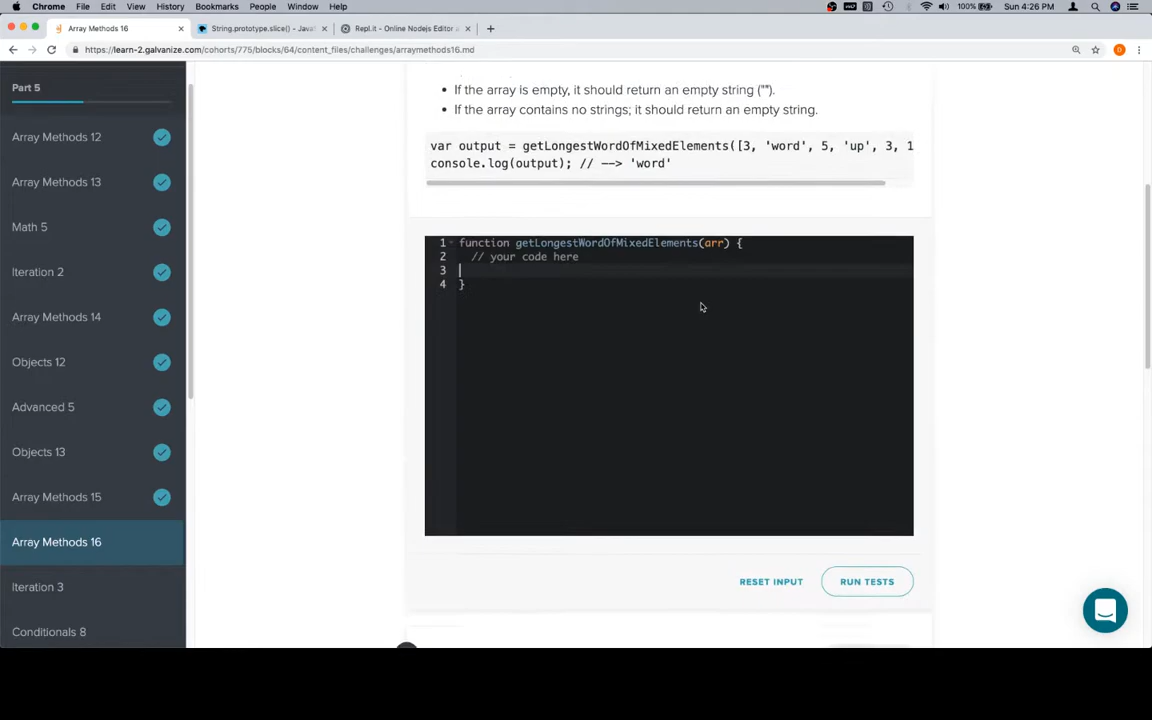 Chrome File Edit View History Bookmarks People Window Help 100% Sun 4:26 PM
Array Methods 16 × String.prototype.slice() - Java × Repl.it - Online Nodejs Editor a × +
https://learn-2.galvanize.com/cohorts/775/blocks/64/content_files/challenges/arraymethods16.md
Part 5
Array Methods 12
Array Methods 13
Math 5
Iteration 2
Array Methods 14
Objects 12
Advanced 5
Objects 13
Array Methods 15
Array Methods 16
Iteration 3
Conditionals 8
• If the array is empty, it should return an empty string ("").
• If the array contains no strings; it should return an empty string.
var output = getLongestWordOfMixedElements([3, 'word', 5, 'up', 3, 1
console.log(output); // --> 'word'
1 function getLongestWordOfMixedElements(arr) {
2 // your code here
3
4 }
RESET INPUT RUN TESTS